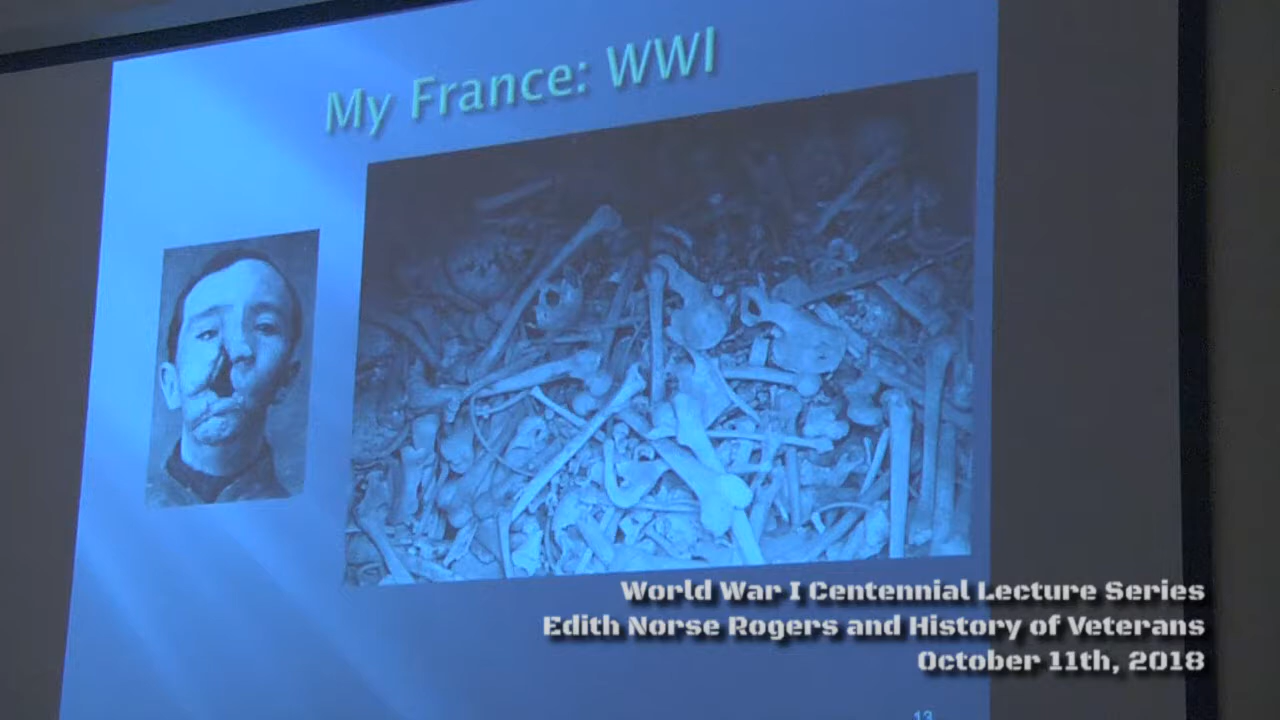 My France: WWI
World War I Centennial Lecture Series
Edith Norse Rogers and History of Veterans
October 11th, 2018
13